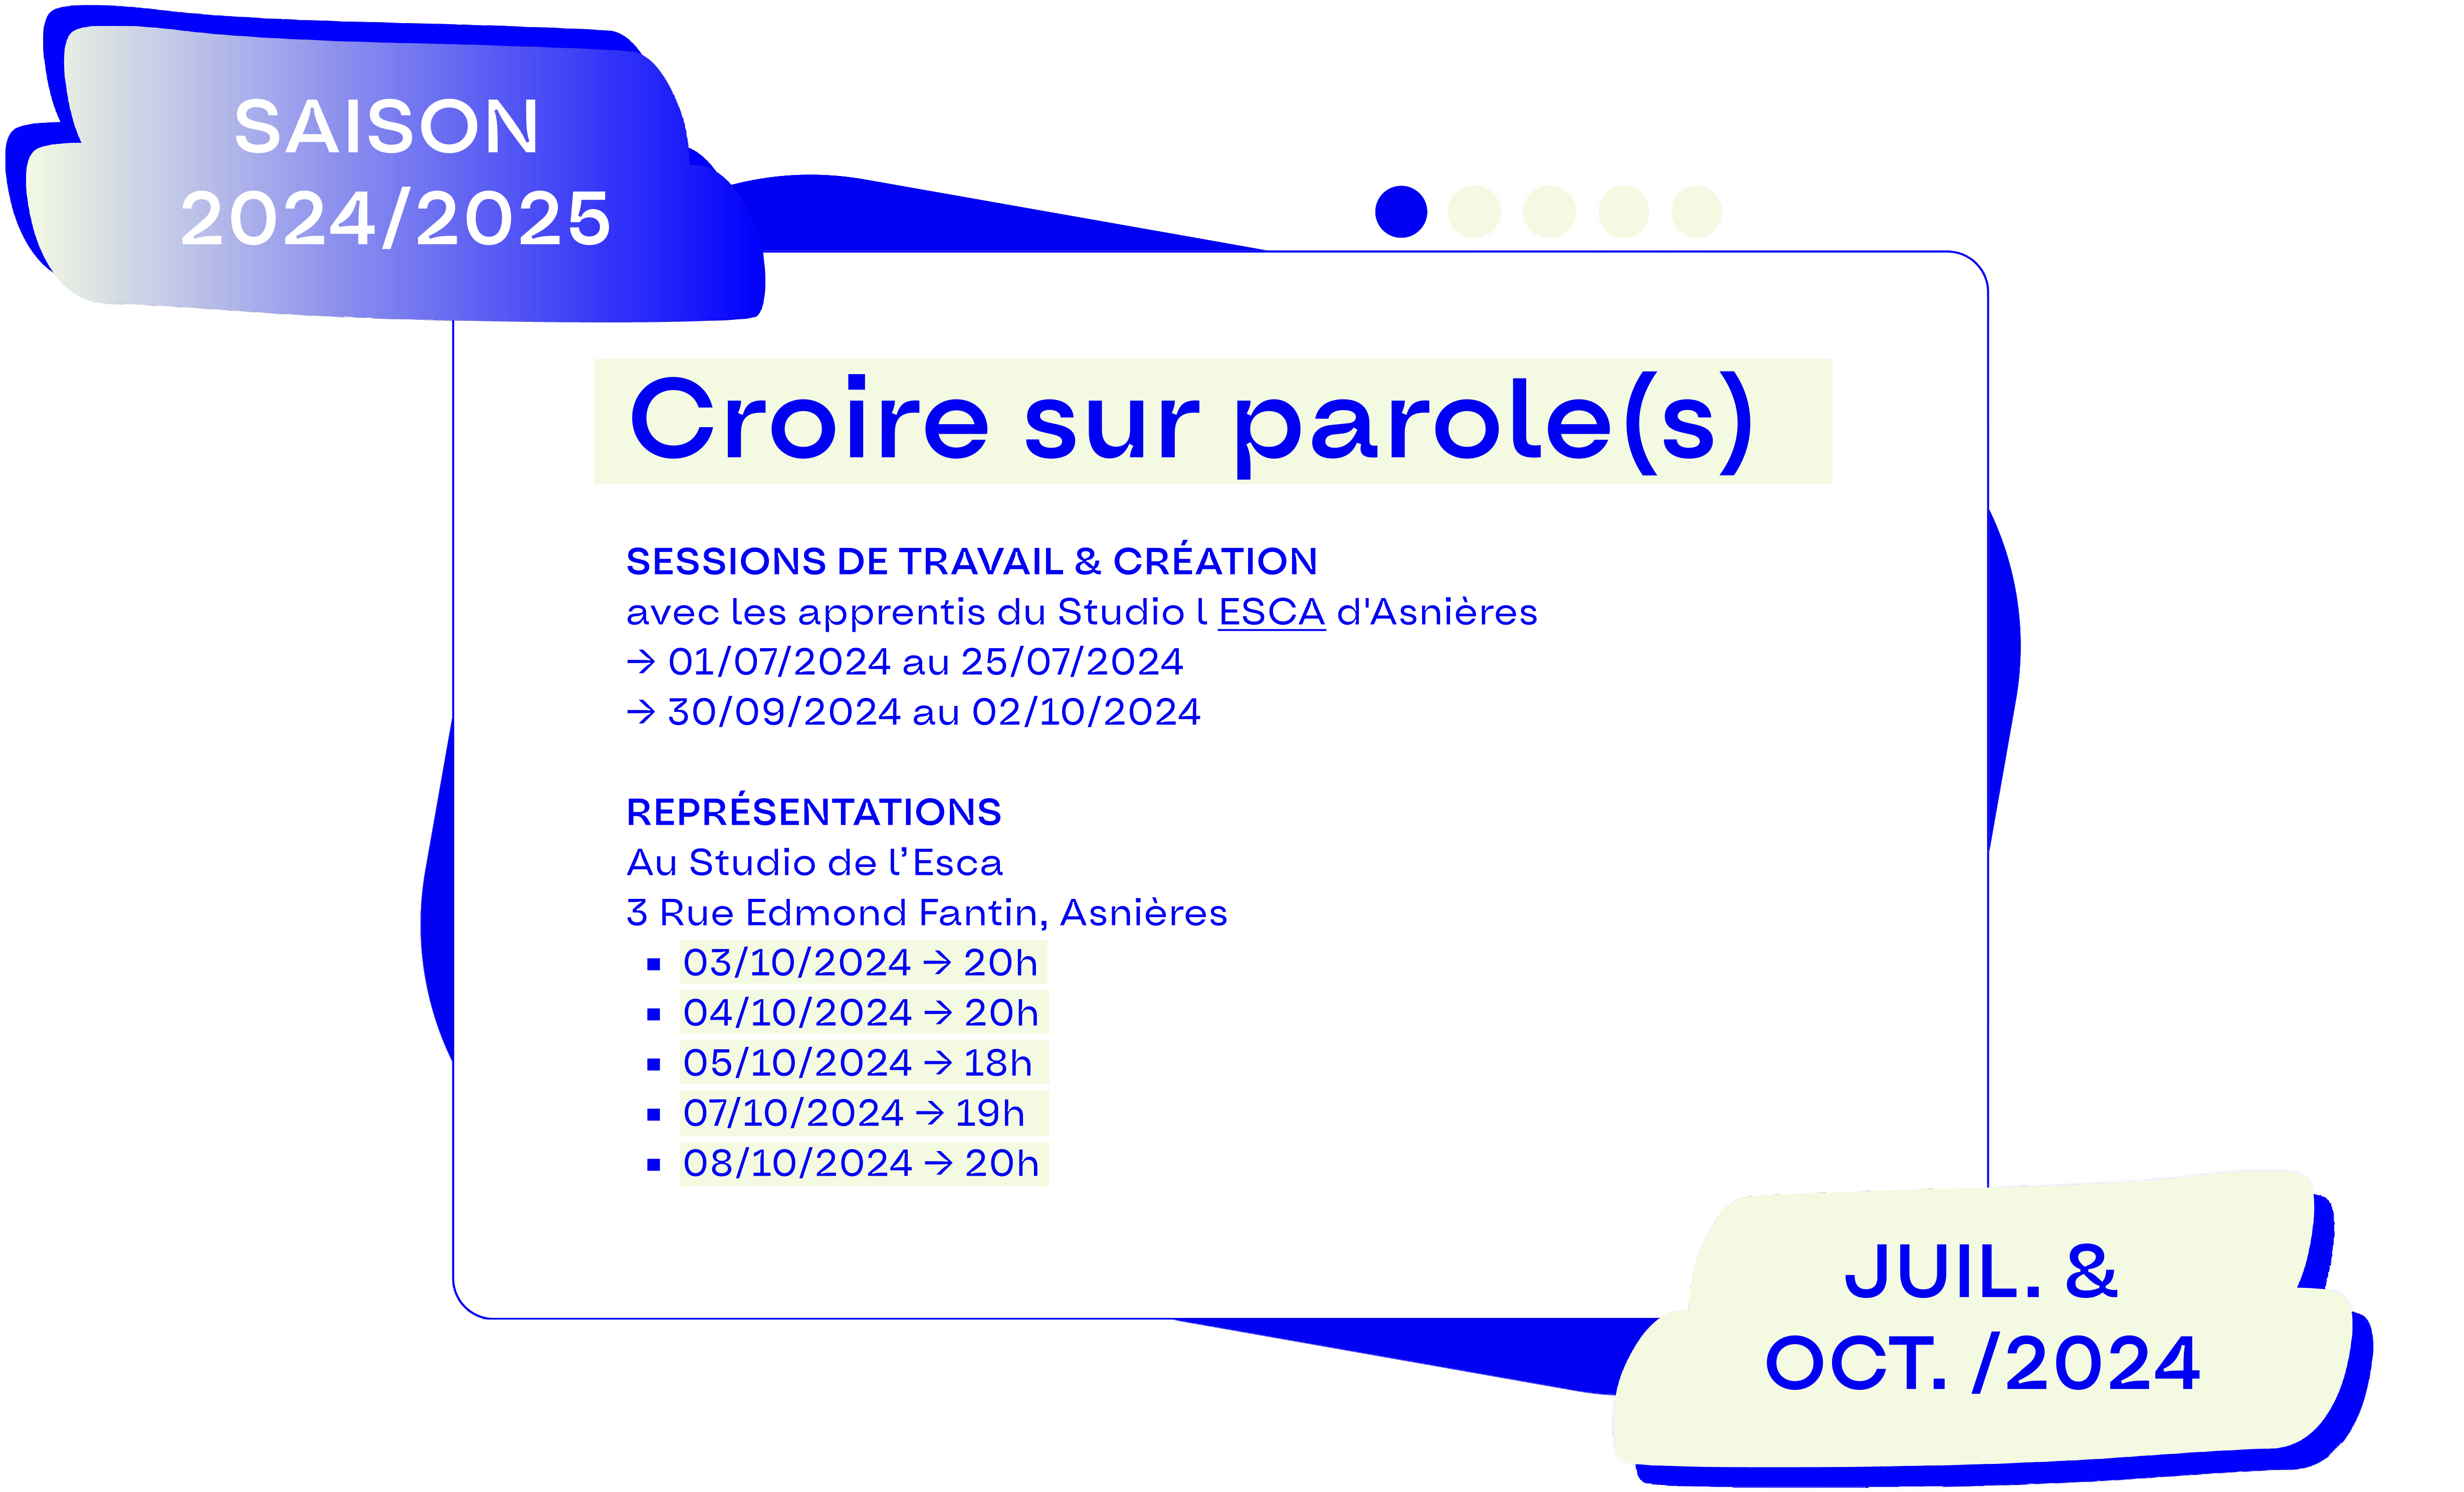 SAISON
2024/2025
Croire sur parole(s)
SESSIONS DE TRAVAIL & CRÉATION
avec les apprentis du Studio l ESCA d'Asnières
→ 01/07/2024 au 25/07/2024
→ 30/09/2024 au 02/10/2024
REPRÉSENTATIONS
Au Studio de l’Esca
3 Rue Edmond Fantin, Asnières
▪ 03/10/2024 → 20h
▪ 04/10/2024 → 20h
▪ 05/10/2024 → 18h
▪ 07/10/2024 → 19h
▪ 08/10/2024 → 20h
JUIL. &
OCT. /2024